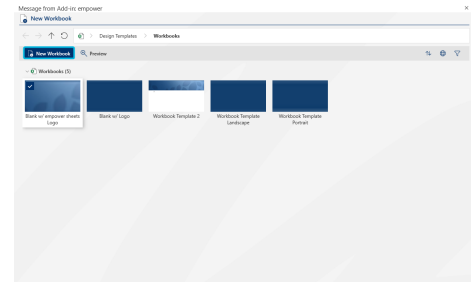 Message from Add-in: empower
New Workbook
Design Templates > Workbooks
New Workbook Preview
Workbooks (5)
Blank w/ empower sheets Logo
Blank w/ Logo
Workbook Template 2
Workbook Template Landscape
Workbook Template Portrait